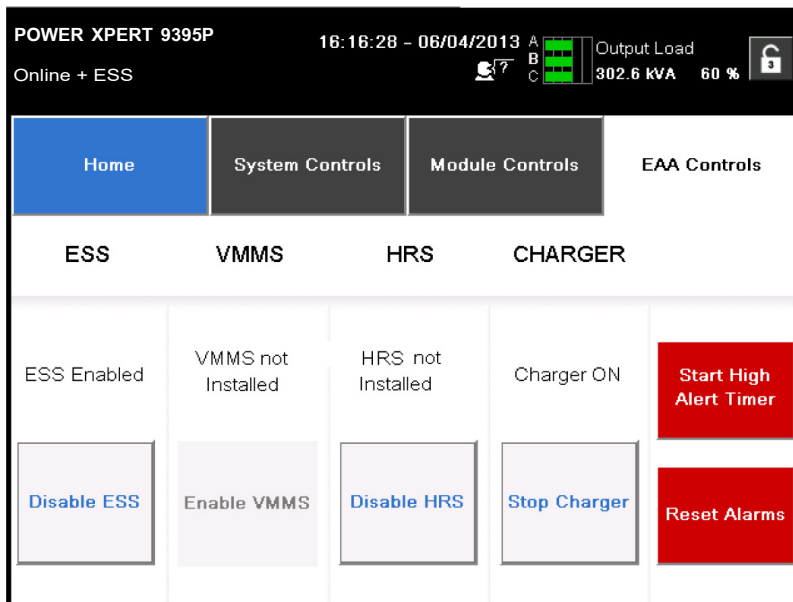 POWER XPERT 9395P
16:16:28 - 06/04/2013
Online + ESS
?
A
B
C
Output Load
302.6 kVA 60 %
3
Home
System Controls
Module Controls
EAA Controls
ESS
VMMS
HRS
CHARGER
ESS Enabled
VMMS not
Installed
HRS not
Installed
Charger ON
Start High
Alert Timer
Disable ESS
Enable VMMS
Disable HRS
Stop Charger
Reset Alarms